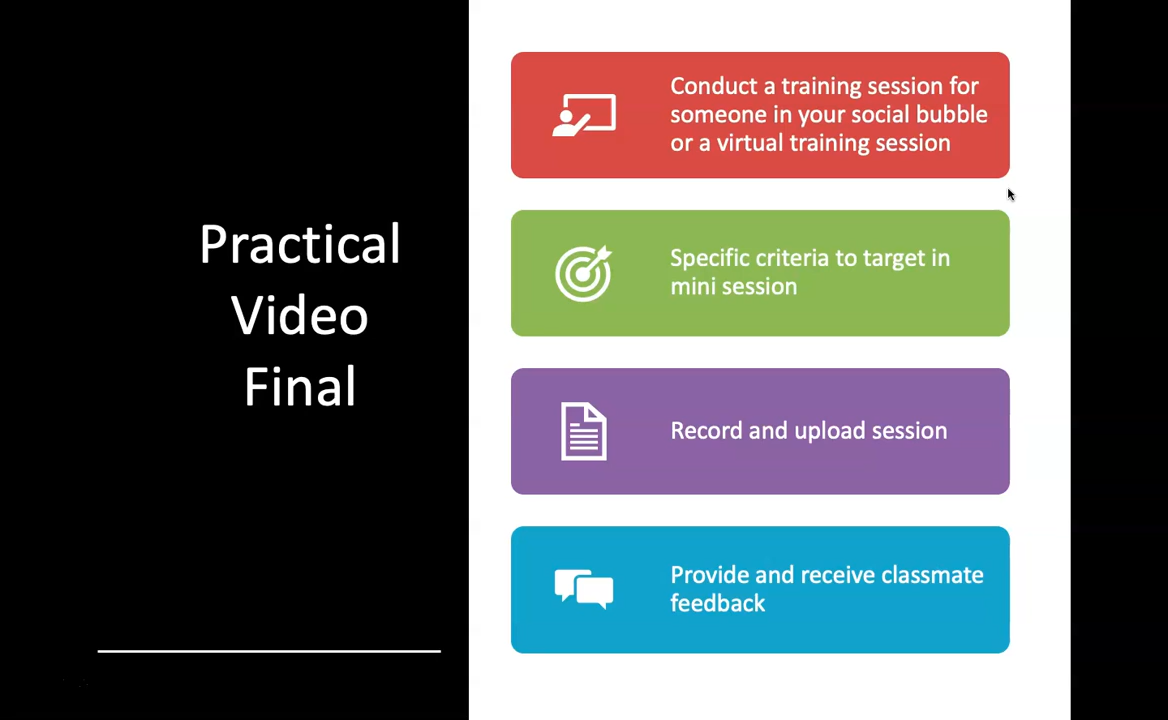 Practical
Video
Final
Conduct a training session for
someone in your social bubble
or a virtual training session
Specific criteria to target in
mini session
Record and upload session
Provide and receive classmate
feedback